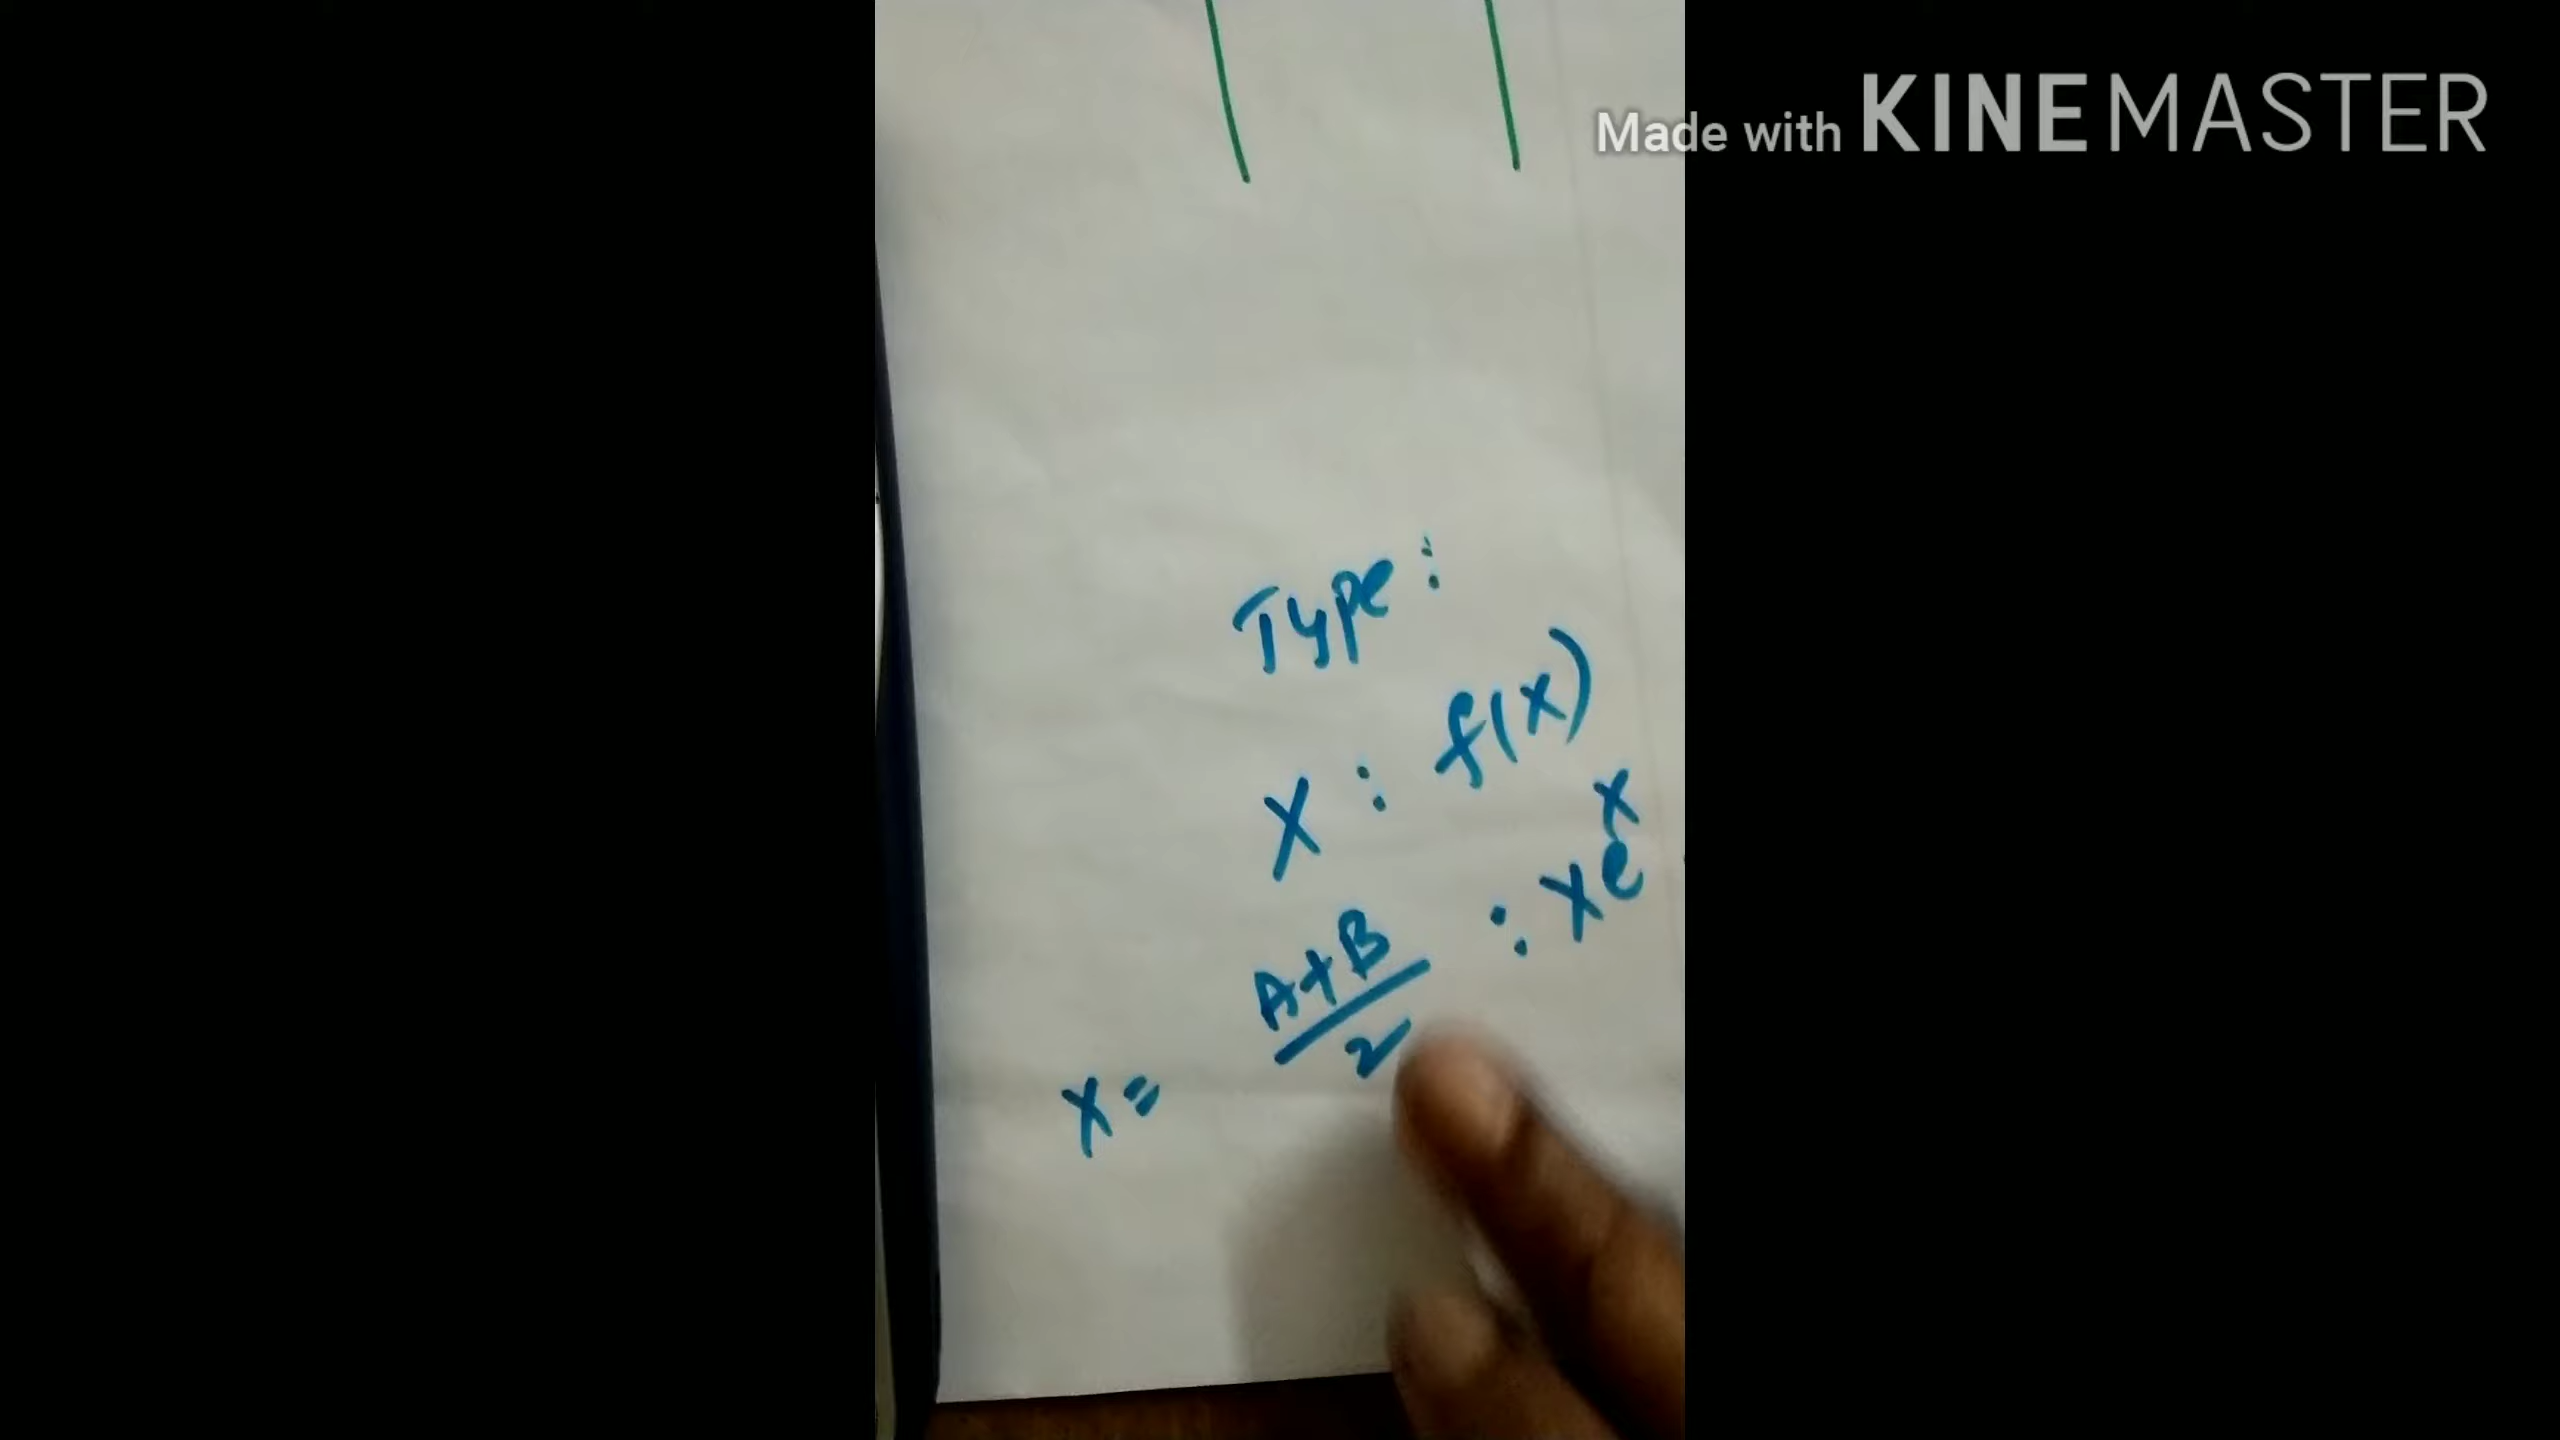 Made with KINEMASTER
Type:
X : f(x)
A+B/2 : xe^x
x =